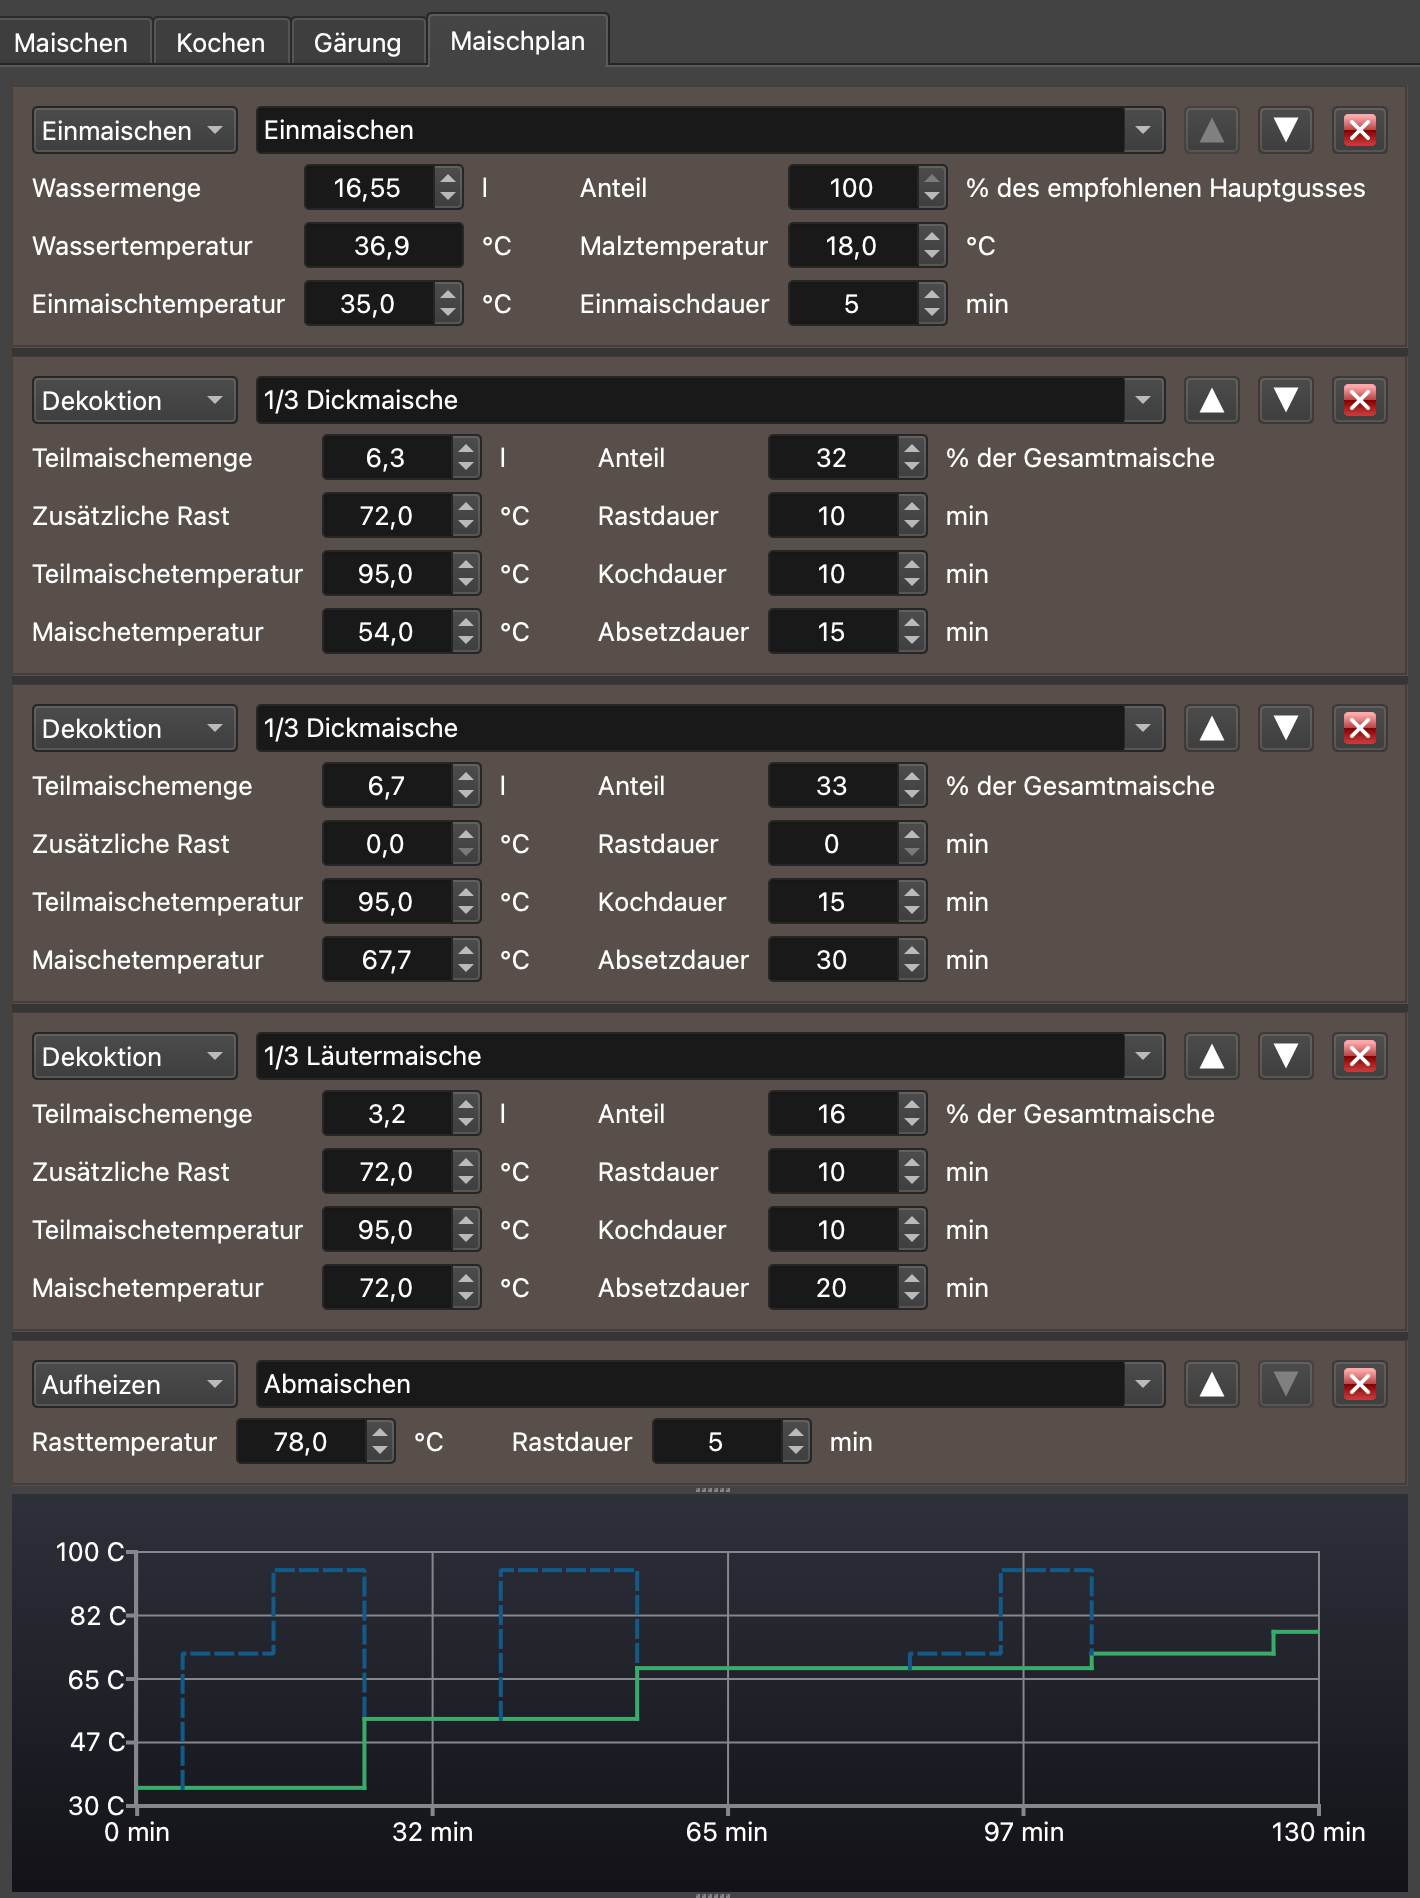 Maischen Kochen Gärung Maischplan
Einmaischen Einmaischen
Wassermenge 16,55 l Anteil 100 % des empfohlenen Hauptgusses
Wassertemperatur 36,9 °C Malztemperatur 18,0 °C
Einmaischtemperatur 35,0 °C Einmaischdauer 5 min
Dekoktion 1/3 Dickmaische
Teilmaischemenge 6,3 l Anteil 32 % der Gesamtmaische
Zusätzliche Rast 72,0 °C Rastdauer 10 min
Teilmaischetemperatur 95,0 °C Kochdauer 10 min
Maischetemperatur 54,0 °C Absetzdauer 15 min
Dekoktion 1/3 Dickmaische
Teilmaischemenge 6,7 l Anteil 33 % der Gesamtmaische
Zusätzliche Rast 0,0 °C Rastdauer 0 min
Teilmaischetemperatur 95,0 °C Kochdauer 15 min
Maischetemperatur 67,7 °C Absetzdauer 30 min
Dekoktion 1/3 Läutermaische
Teilmaischemenge 3,2 l Anteil 16 % der Gesamtmaische
Zusätzliche Rast 72,0 °C Rastdauer 10 min
Teilmaischetemperatur 95,0 °C Kochdauer 10 min
Maischetemperatur 72,0 °C Absetzdauer 20 min
Aufheizen Abmaischen
Rasttemperatur 78,0 °C Rastdauer 5 min
100 C
82 C
65 C
47 C
30 C
0 min 32 min 65 min 97 min 130 min